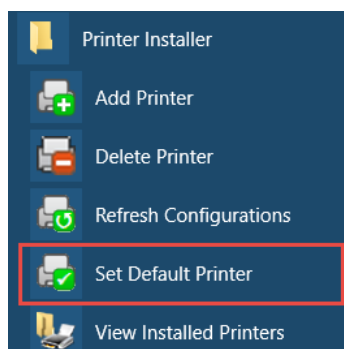 Printer Installer
Add Printer
Delete Printer
Refresh Configurations
Set Default Printer
View Installed Printers